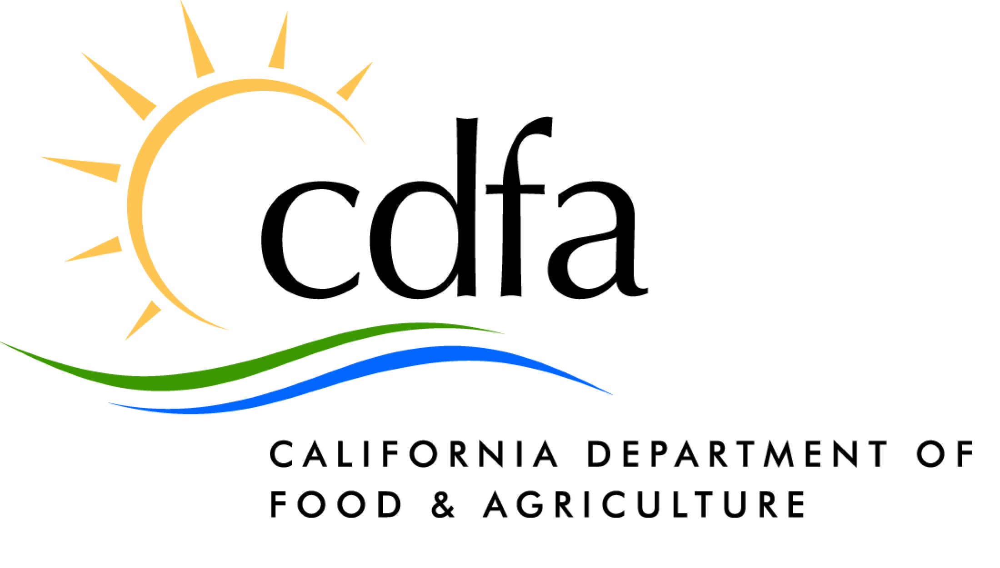 cdfa
CALIFORNIA DEPARTMENT OF
FOOD & AGRICULTURE